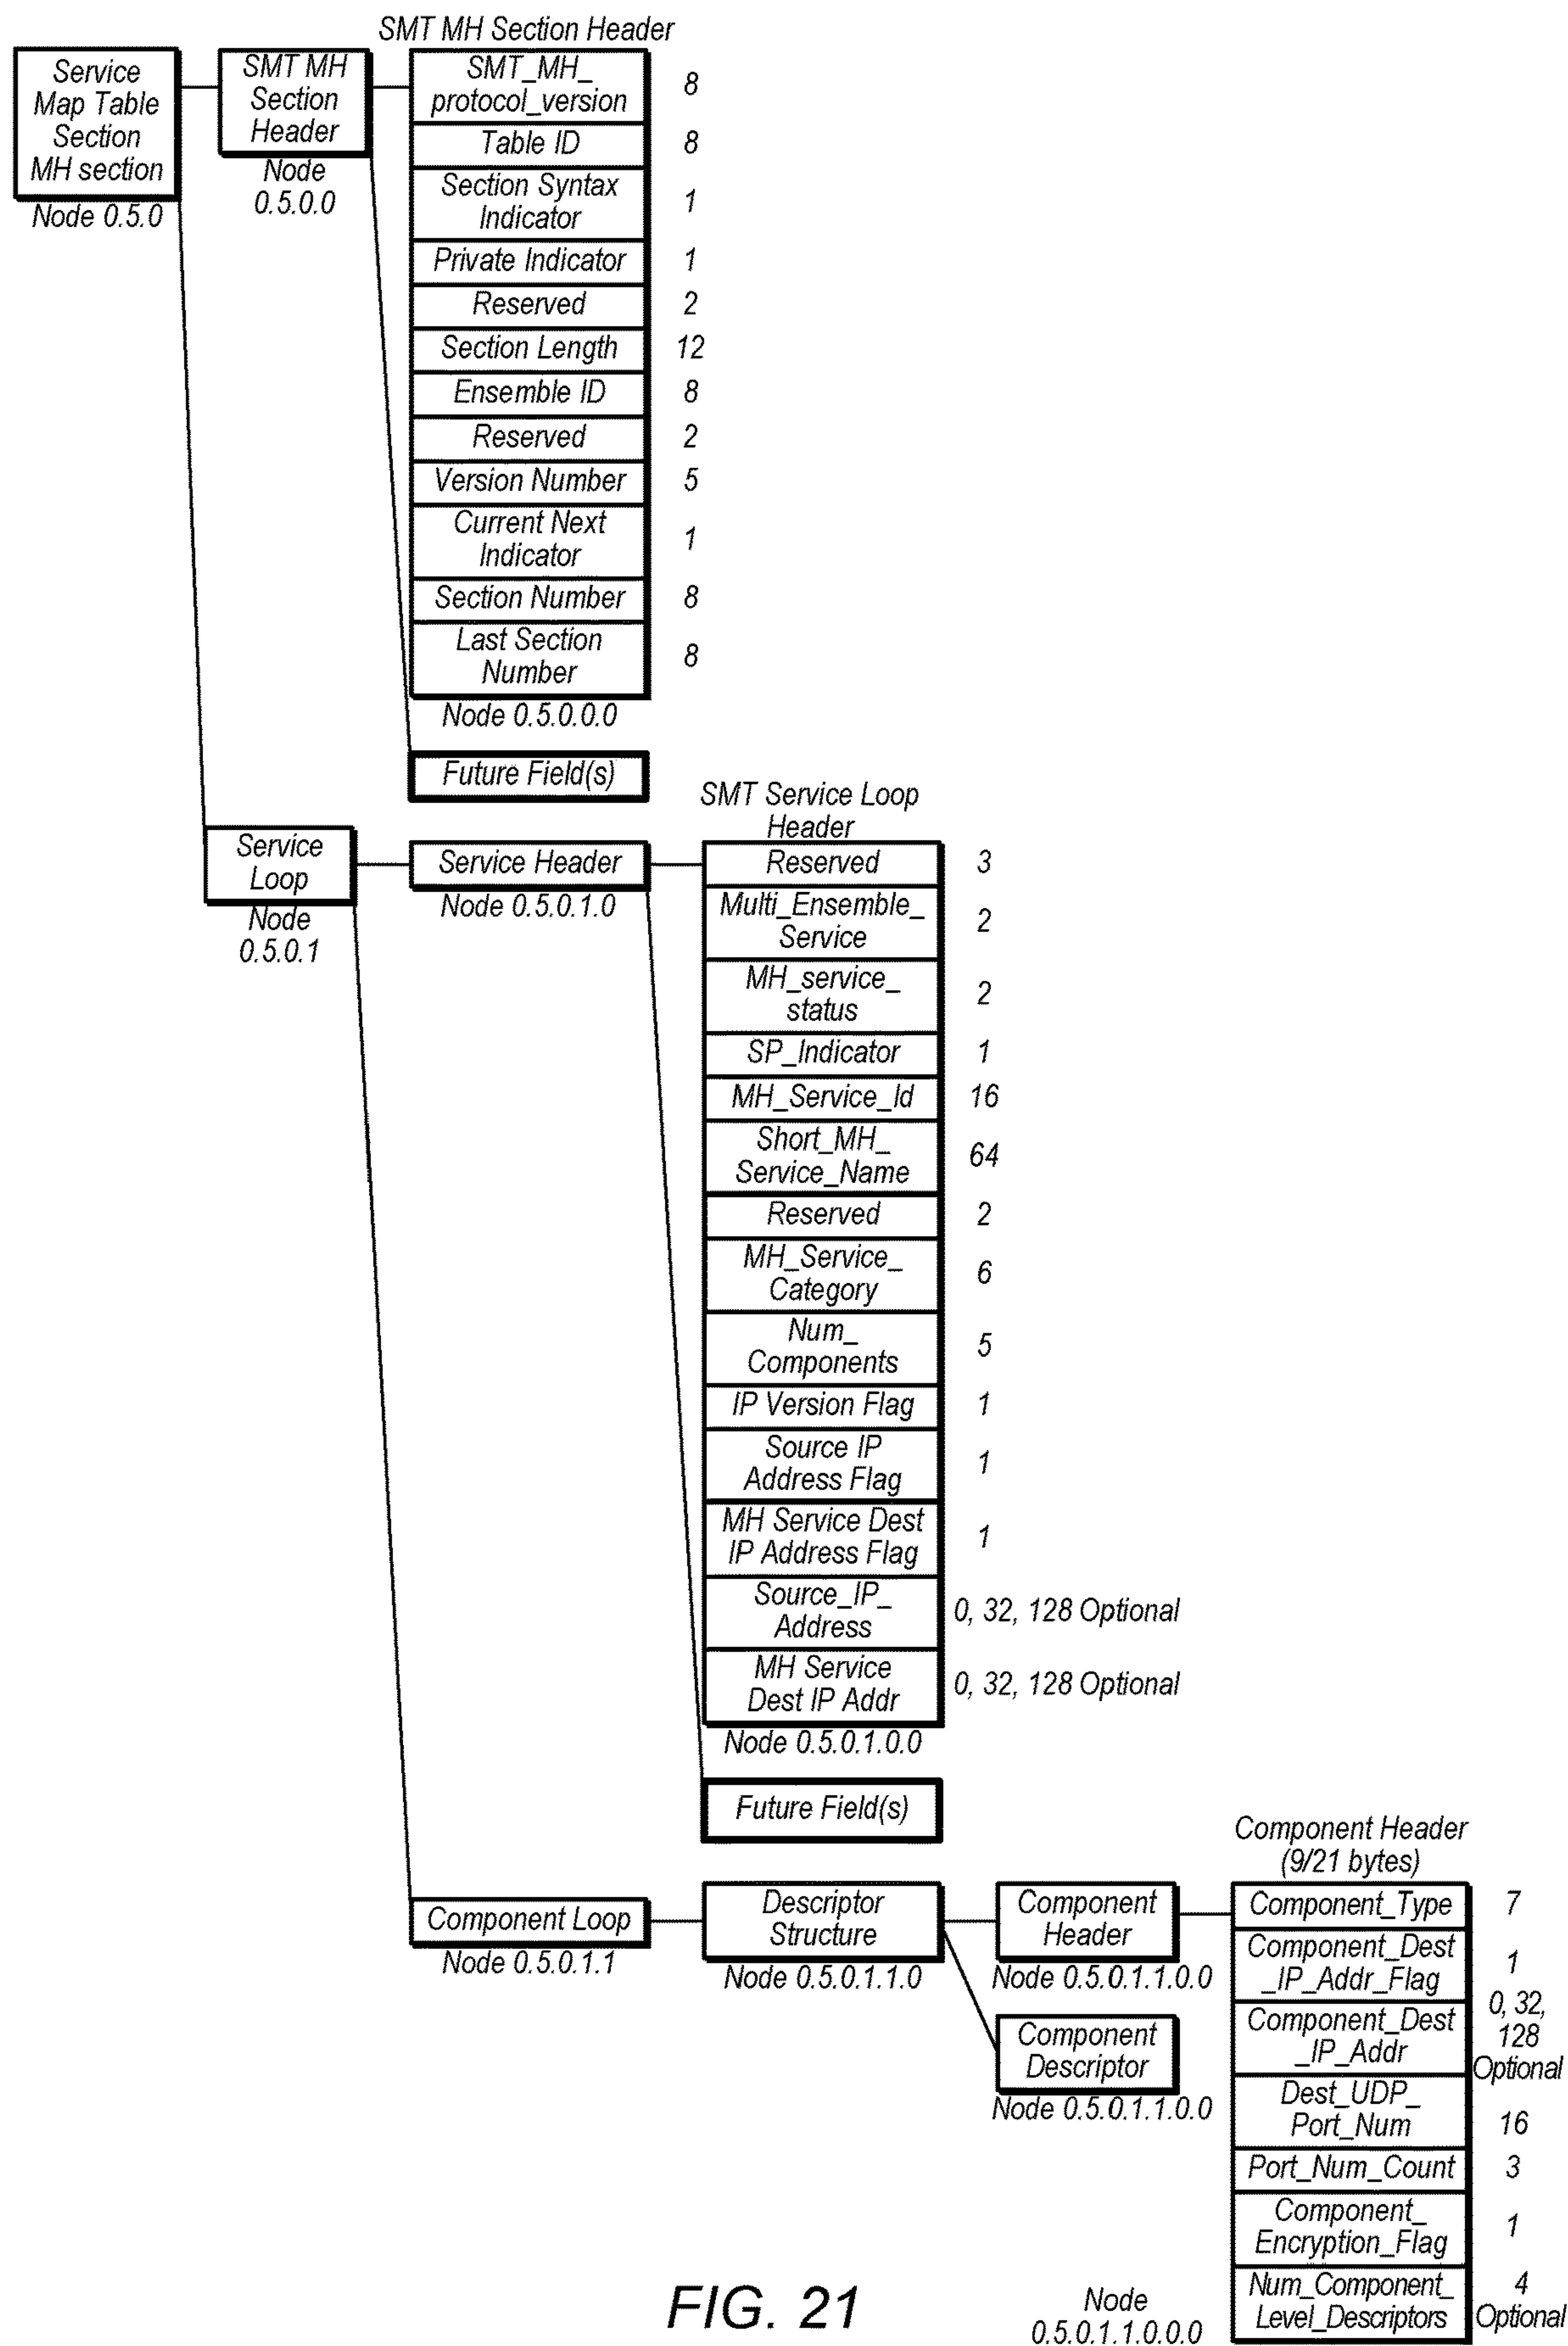 SMT MH Section Header
Service
Map Table
Section
MH section
Node 0.5.0
SMT MH
Section
Header
Node
0.5.0.0
SMT_MH_
protocol_version
8
Table ID
8
Section Syntax
Indicator
1
Private Indicator
1
Reserved
2
Section Length
12
Ensemble ID
8
Reserved
2
Version Number
5
Current Next
Indicator
1
Section Number
8
Last Section
Number
8
Node 0.5.0.0.0
Future Field(s)
Service
Loop
Node
0.5.0.1
Service Header
Node 0.5.0.1.0
SMT Service Loop
Header
Reserved
3
Multi_Ensemble_
Service
2
MH_service_
status
2
SP_Indicator
1
MH_Service_Id
16
Short_MH_
Service_Name
64
Reserved
2
MH_Service_
Category
6
Num_
Components
5
IP Version Flag
1
Source IP
Address Flag
1
MH Service Dest
IP Address Flag
1
Source_IP_
Address
0, 32, 128 Optional
MH Service
Dest IP Addr
0, 32, 128 Optional
Node 0.5.0.1.0.0
Future Field(s)
Component Loop
Node 0.5.0.1.1
Descriptor
Structure
Node 0.5.0.1.1.0
Component
Header
Node 0.5.0.1.1.0.0
Component
Descriptor
Node 0.5.0.1.1.0.0
Component Header
(9/21 bytes)
Component_Type
7
Component_Dest
_IP_Addr_Flag
1
Component_Dest
_IP_Addr
0, 32,
128
Optional
Dest_UDP_
Port_Num
16
Port_Num_Count
3
Component_
Encryption_Flag
1
Num_Component_
Level_Descriptors
4
Optional
Node
0.5.0.1.1.0.0.0
FIG. 21